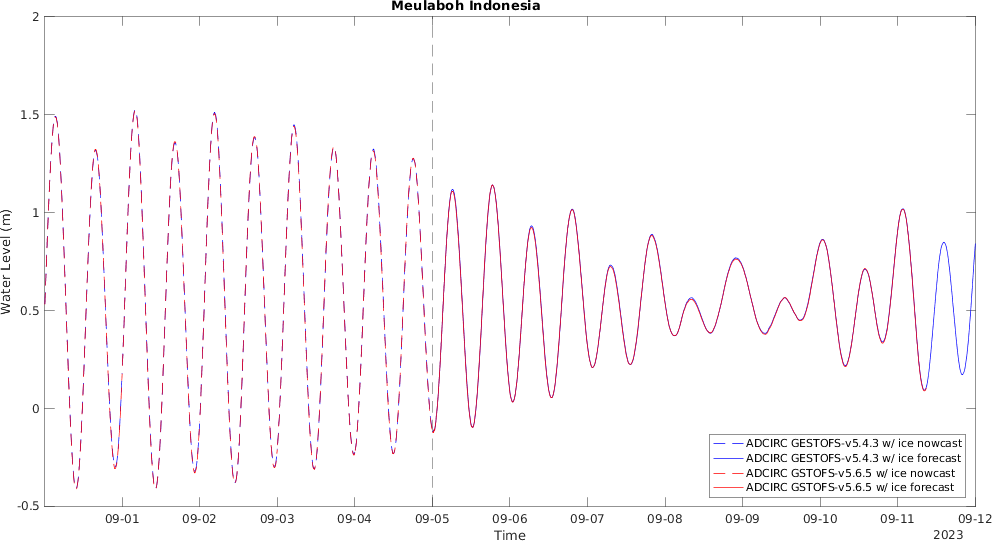 Meulaboh Indonesia
2
1.5
1
0.5
0
-0.5
Water Level (m)
09-01
09-02
09-03
09-04
09-05
09-06
09-07
09-08
09-09
09-10
09-11
09-12
Time
2023
ADCIRC GESTOFS-v5.4.3 w/ ice nowcast
ADCIRC GESTOFS-v5.4.3 w/ ice forecast
ADCIRC GSTOFS-v5.6.5 w/ ice nowcast
ADCIRC GSTOFS-v5.6.5 w/ ice forecast